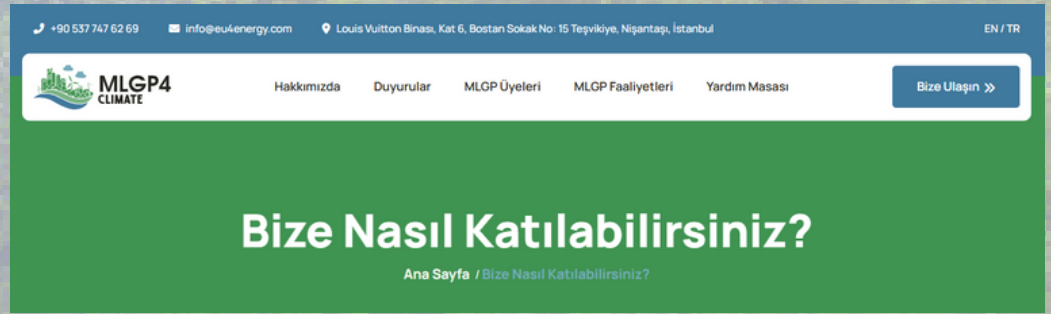 +90 537 747 62 69 info@eu4energy.com Louis Vuitton Binası, Kat 6, Bostan Sokak No: 15 Teşvikiye, Nişantaşı, İstanbul EN / TR
MLGP4
CLIMATE
Hakkımızda Duyurular MLGP Üyeleri MLGP Faaliyetleri Yardım Masası Bize Ulaşın »
Bize Nasıl Katılabilirsiniz?
Ana Sayfa / Bize Nasıl Katılabilirsiniz?